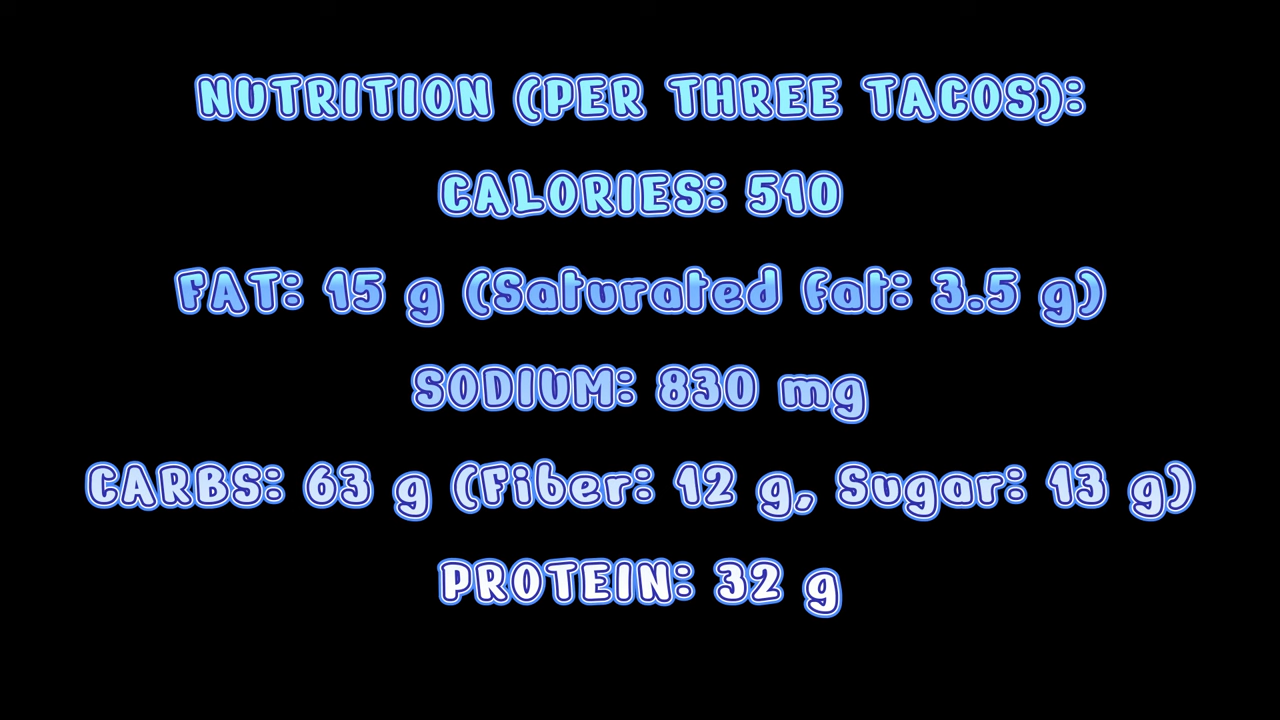 NUTRITION (PER THREE TACOS):
CALORIES: 510
FAT: 15 g (Saturated fat: 3.5 g)
SODIUM: 830 mg
CARBS: 63 g (Fiber: 12 g, Sugar: 13 g)
PROTEIN: 32 g